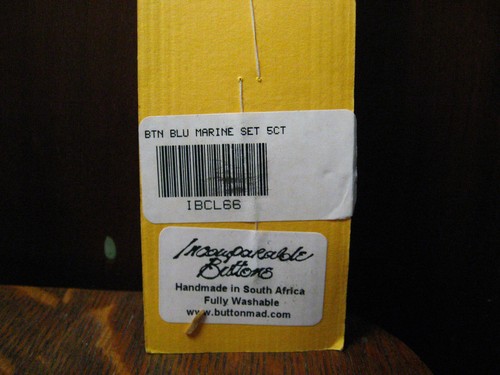 BTN BLU MARINE SET 5CT
IBCL66
Incomparable
Buttons
Handmade in South Africa
Fully Washable
www.buttonmad.com